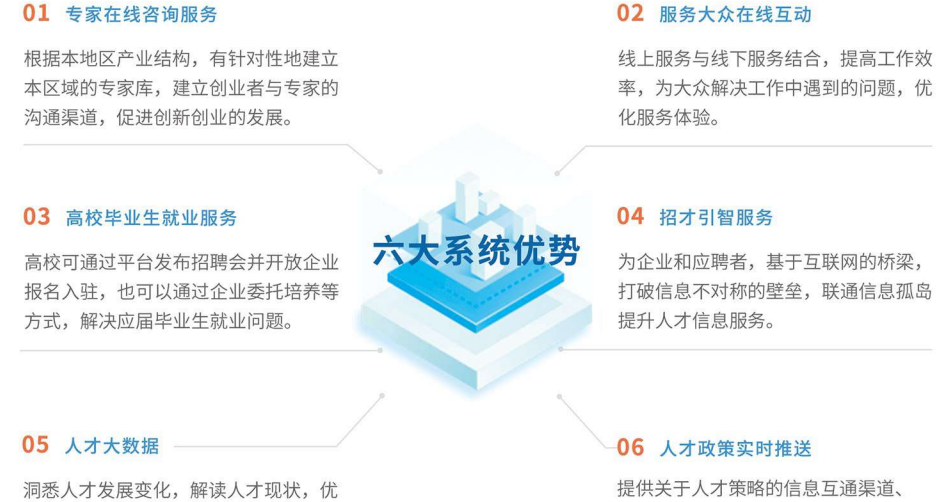 01 专家在线咨询服务
根据本地区产业结构，有针对性地建立
本区域的专家库，建立创业者与专家的
沟通渠道，促进创新创业的发展。
02 服务大众在线互动
线上服务与线下服务结合，提高工作效
率，为大众解决工作中遇到的问题，优
化服务体验。
六大系统优势
03 高校毕业生就业服务
高校可通过平台发布招聘会并开放企业
报名入驻，也可以通过企业委托培养等
方式，解决应届毕业生就业问题。
04 招才引智服务
为企业和应聘者，基于互联网的桥梁，
打破信息不对称的壁垒，联通信息孤岛
提升人才信息服务。
05 人才大数据
洞悉人才发展变化，解读人才现状，优
06 人才政策实时推送
提供关于人才策略的信息互通渠道、